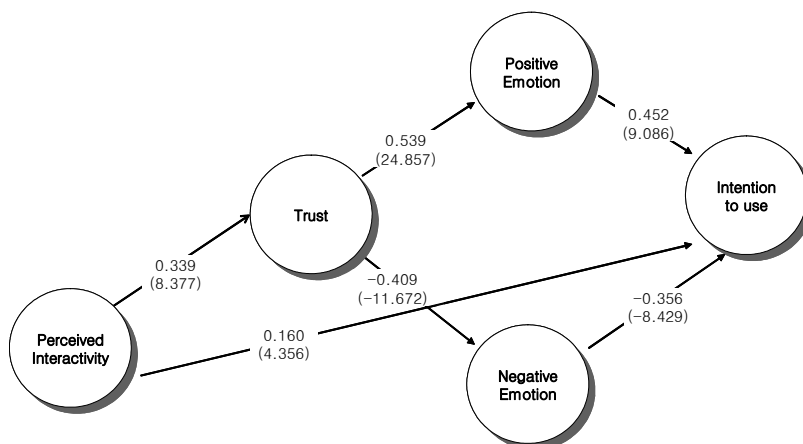 Positive
Emotion
0.452
(9.086)
0.539
(24.857)
Intention
to use
Trust
0.339
(8.377)
−0.409
(−11.672)
−0.356
(−8.429)
0.160
(4.356)
Perceived
Interactivity
Negative
Emotion